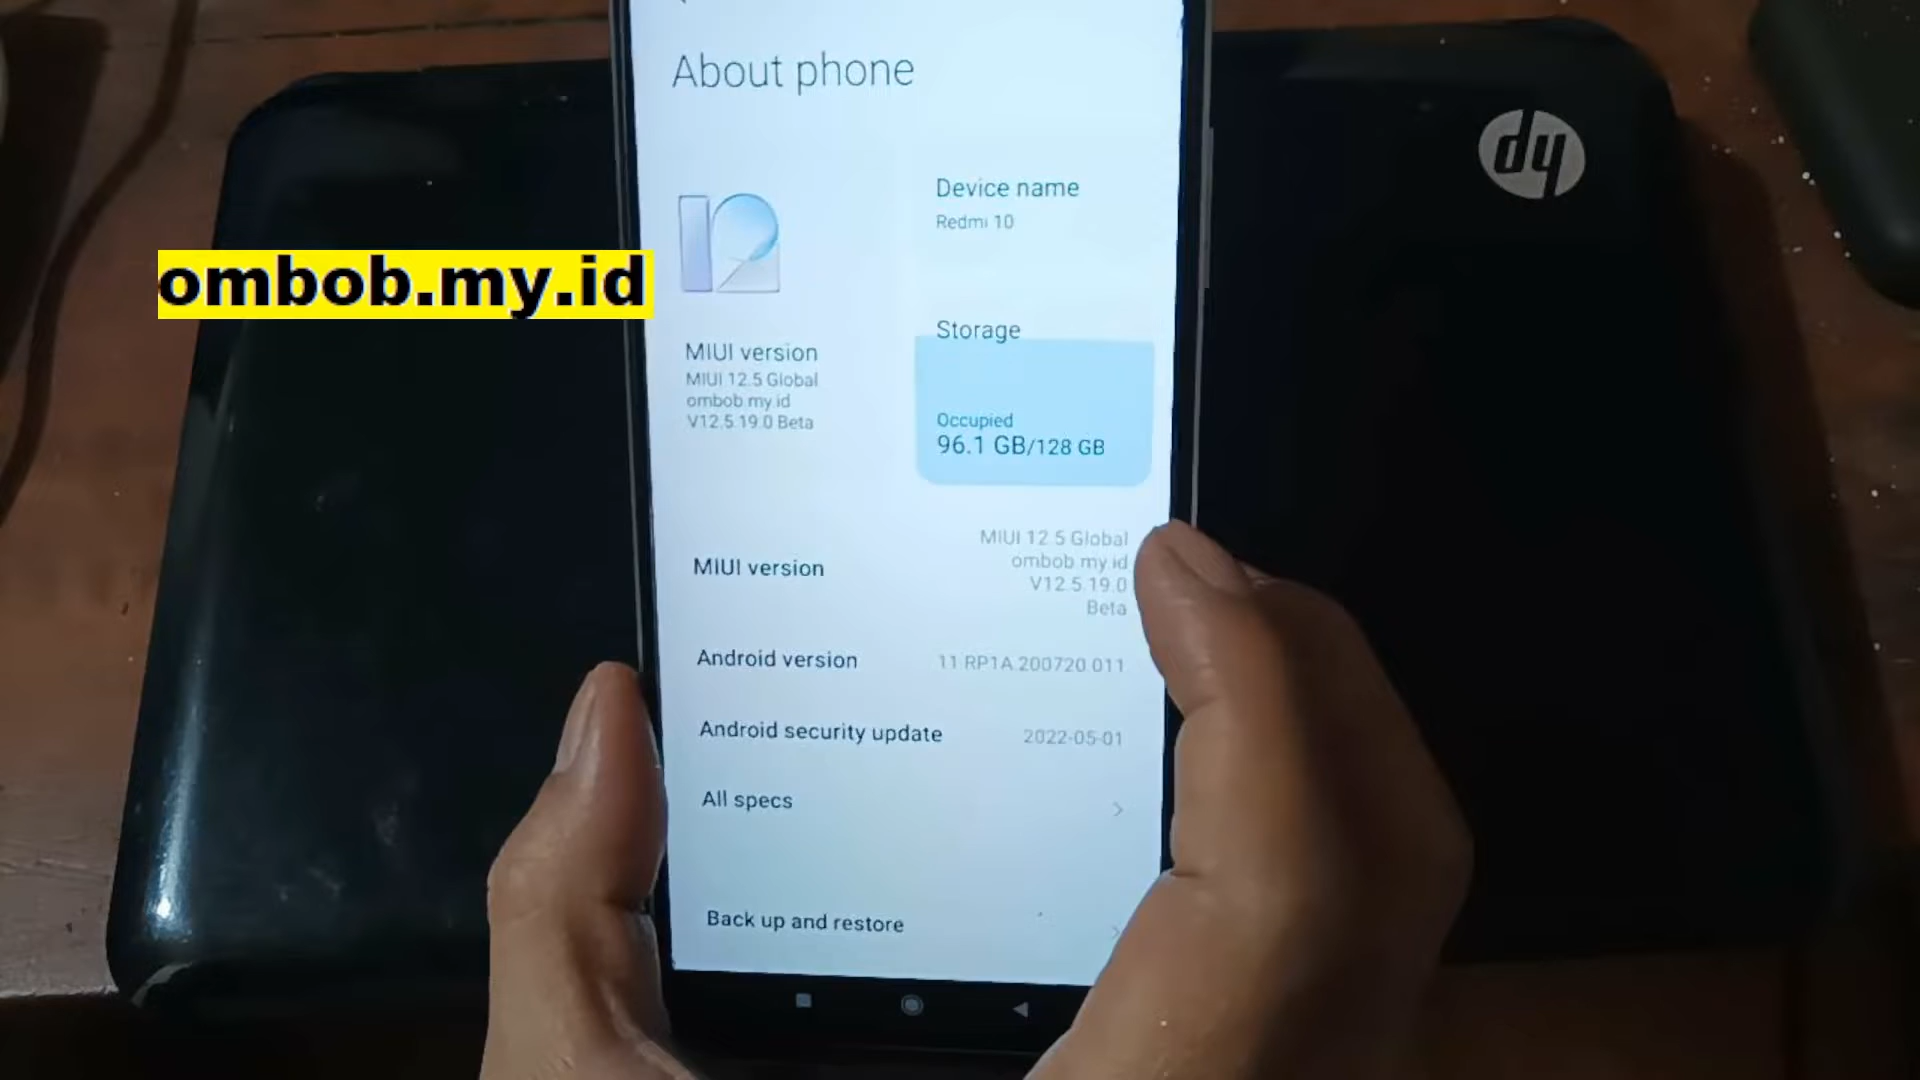 About phone
Device name
Redmi 10
12
ombob.my.id
Storage
MIUI version
MIUI 12.5 Global
ombob.my.id
V12.5.19.0 Beta
Occupied
96.1 GB/128 GB
MIUI version
MIUI 12.5 Global
ombob.my.id
V12.5.19.0
Beta
Android version
11 RP1A.200720.011
Android security update
2022-05-01
All specs
Back up and restore
hp